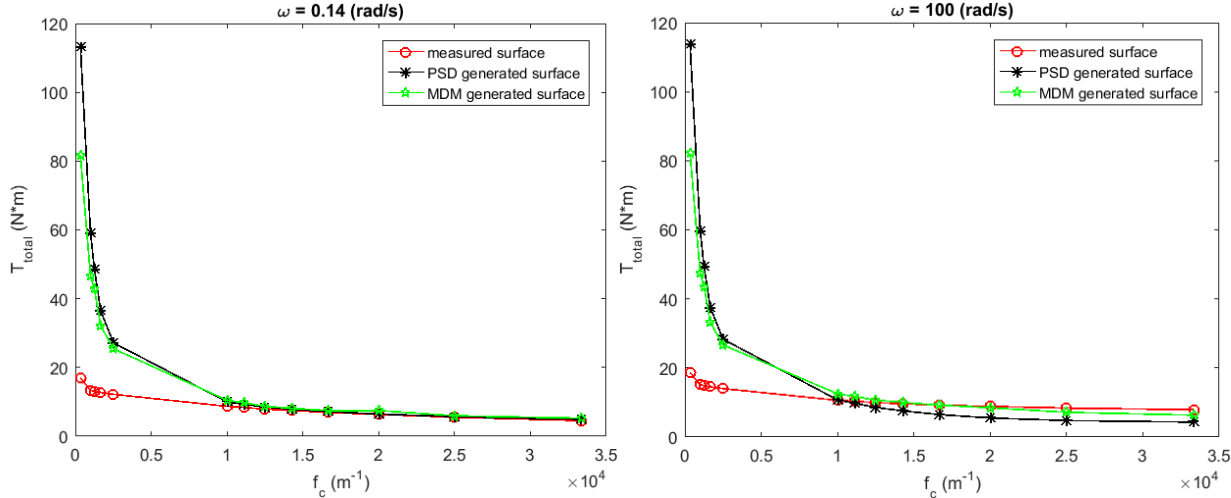 ω = 0.14 (rad/s)
120
100
80
60
40
20
0
T_total (N*m)
measured surface
PSD generated surface
MDM generated surface
0 0.5 1 1.5 2 2.5 3 3.5
f_c (m^-1)
×10^4
ω = 100 (rad/s)
120
100
80
60
40
20
0
T_total (N*m)
measured surface
PSD generated surface
MDM generated surface
0 0.5 1 1.5 2 2.5 3 3.5
f_c (m^-1)
×10^4